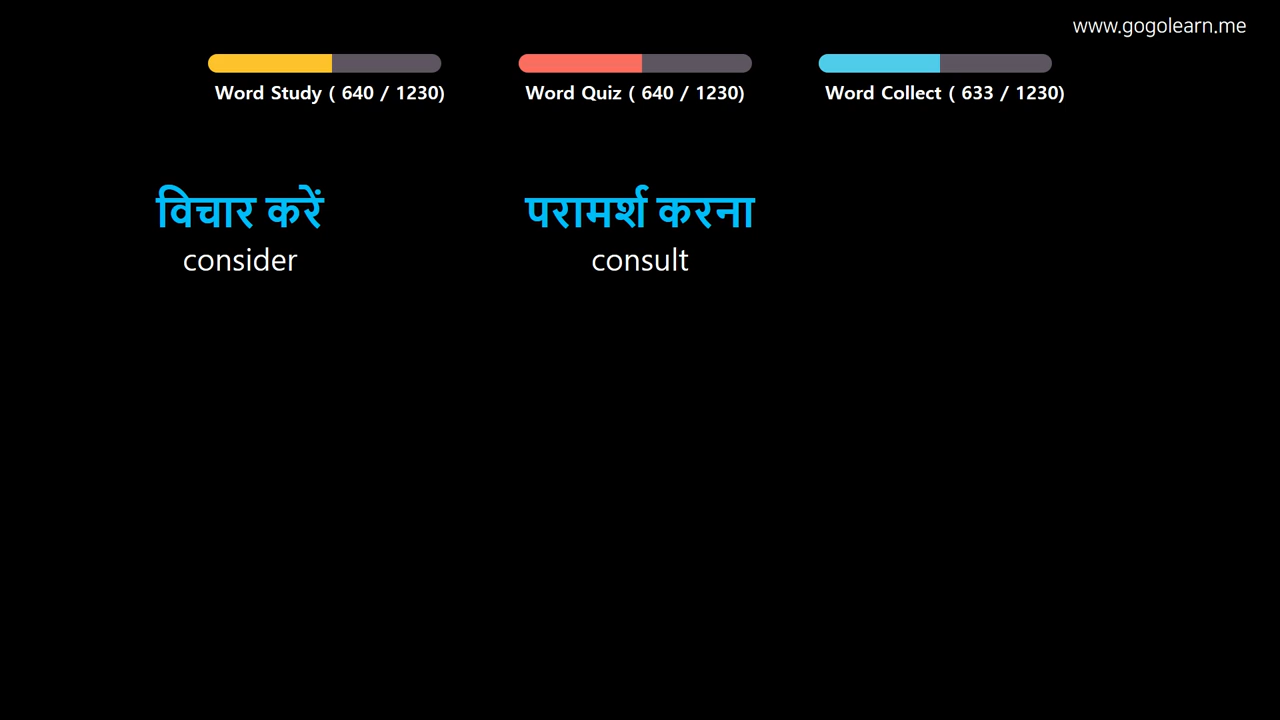 www.gogolearn.me
Word Study ( 640 / 1230)
Word Quiz ( 640 / 1230)
Word Collect ( 633 / 1230)
विचार करें
consider
परामर्श करना
consult